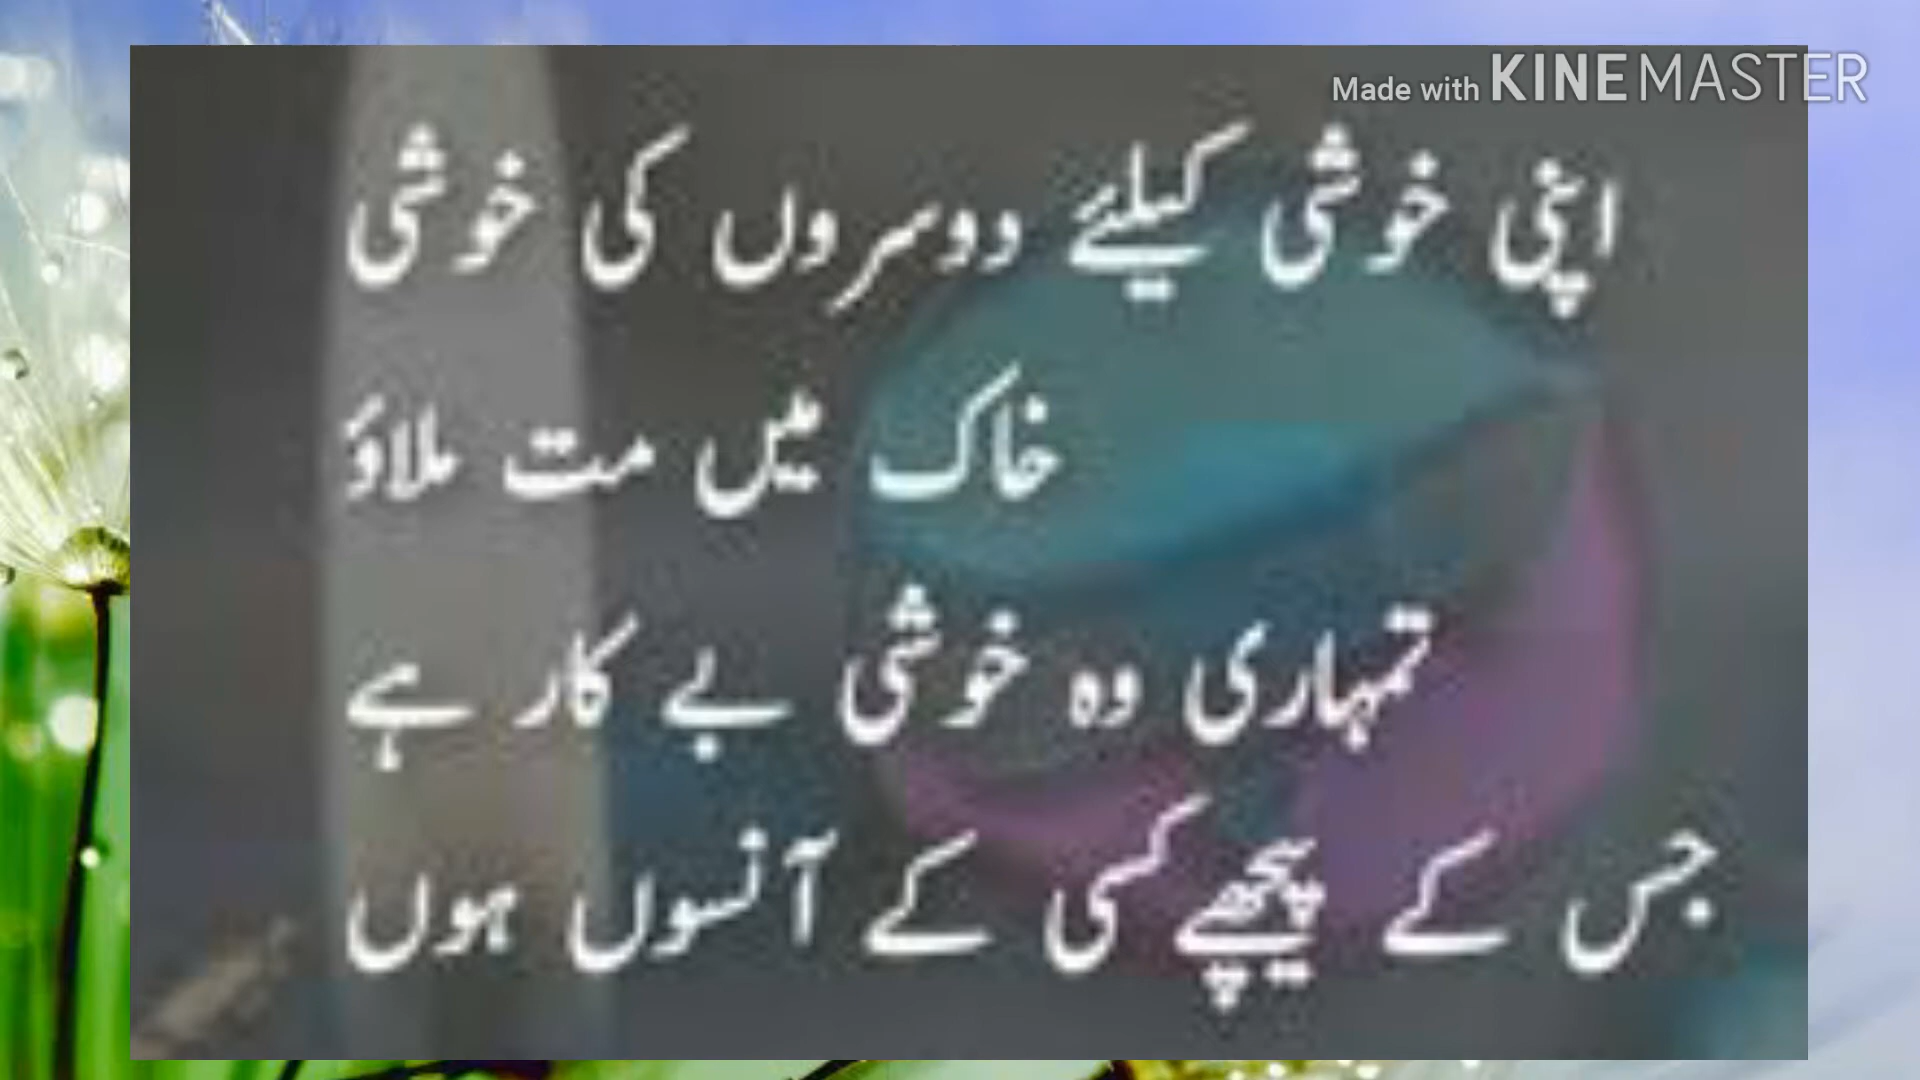 Made with KINEMASTER
اپنی خوشی کیلئے دوسروں کی خوشی
خاک میں مت ملاؤ
تمہاری وہ خوشی بے کار ہے
جس کے پیچھے کسی کے آنسوں ہوں